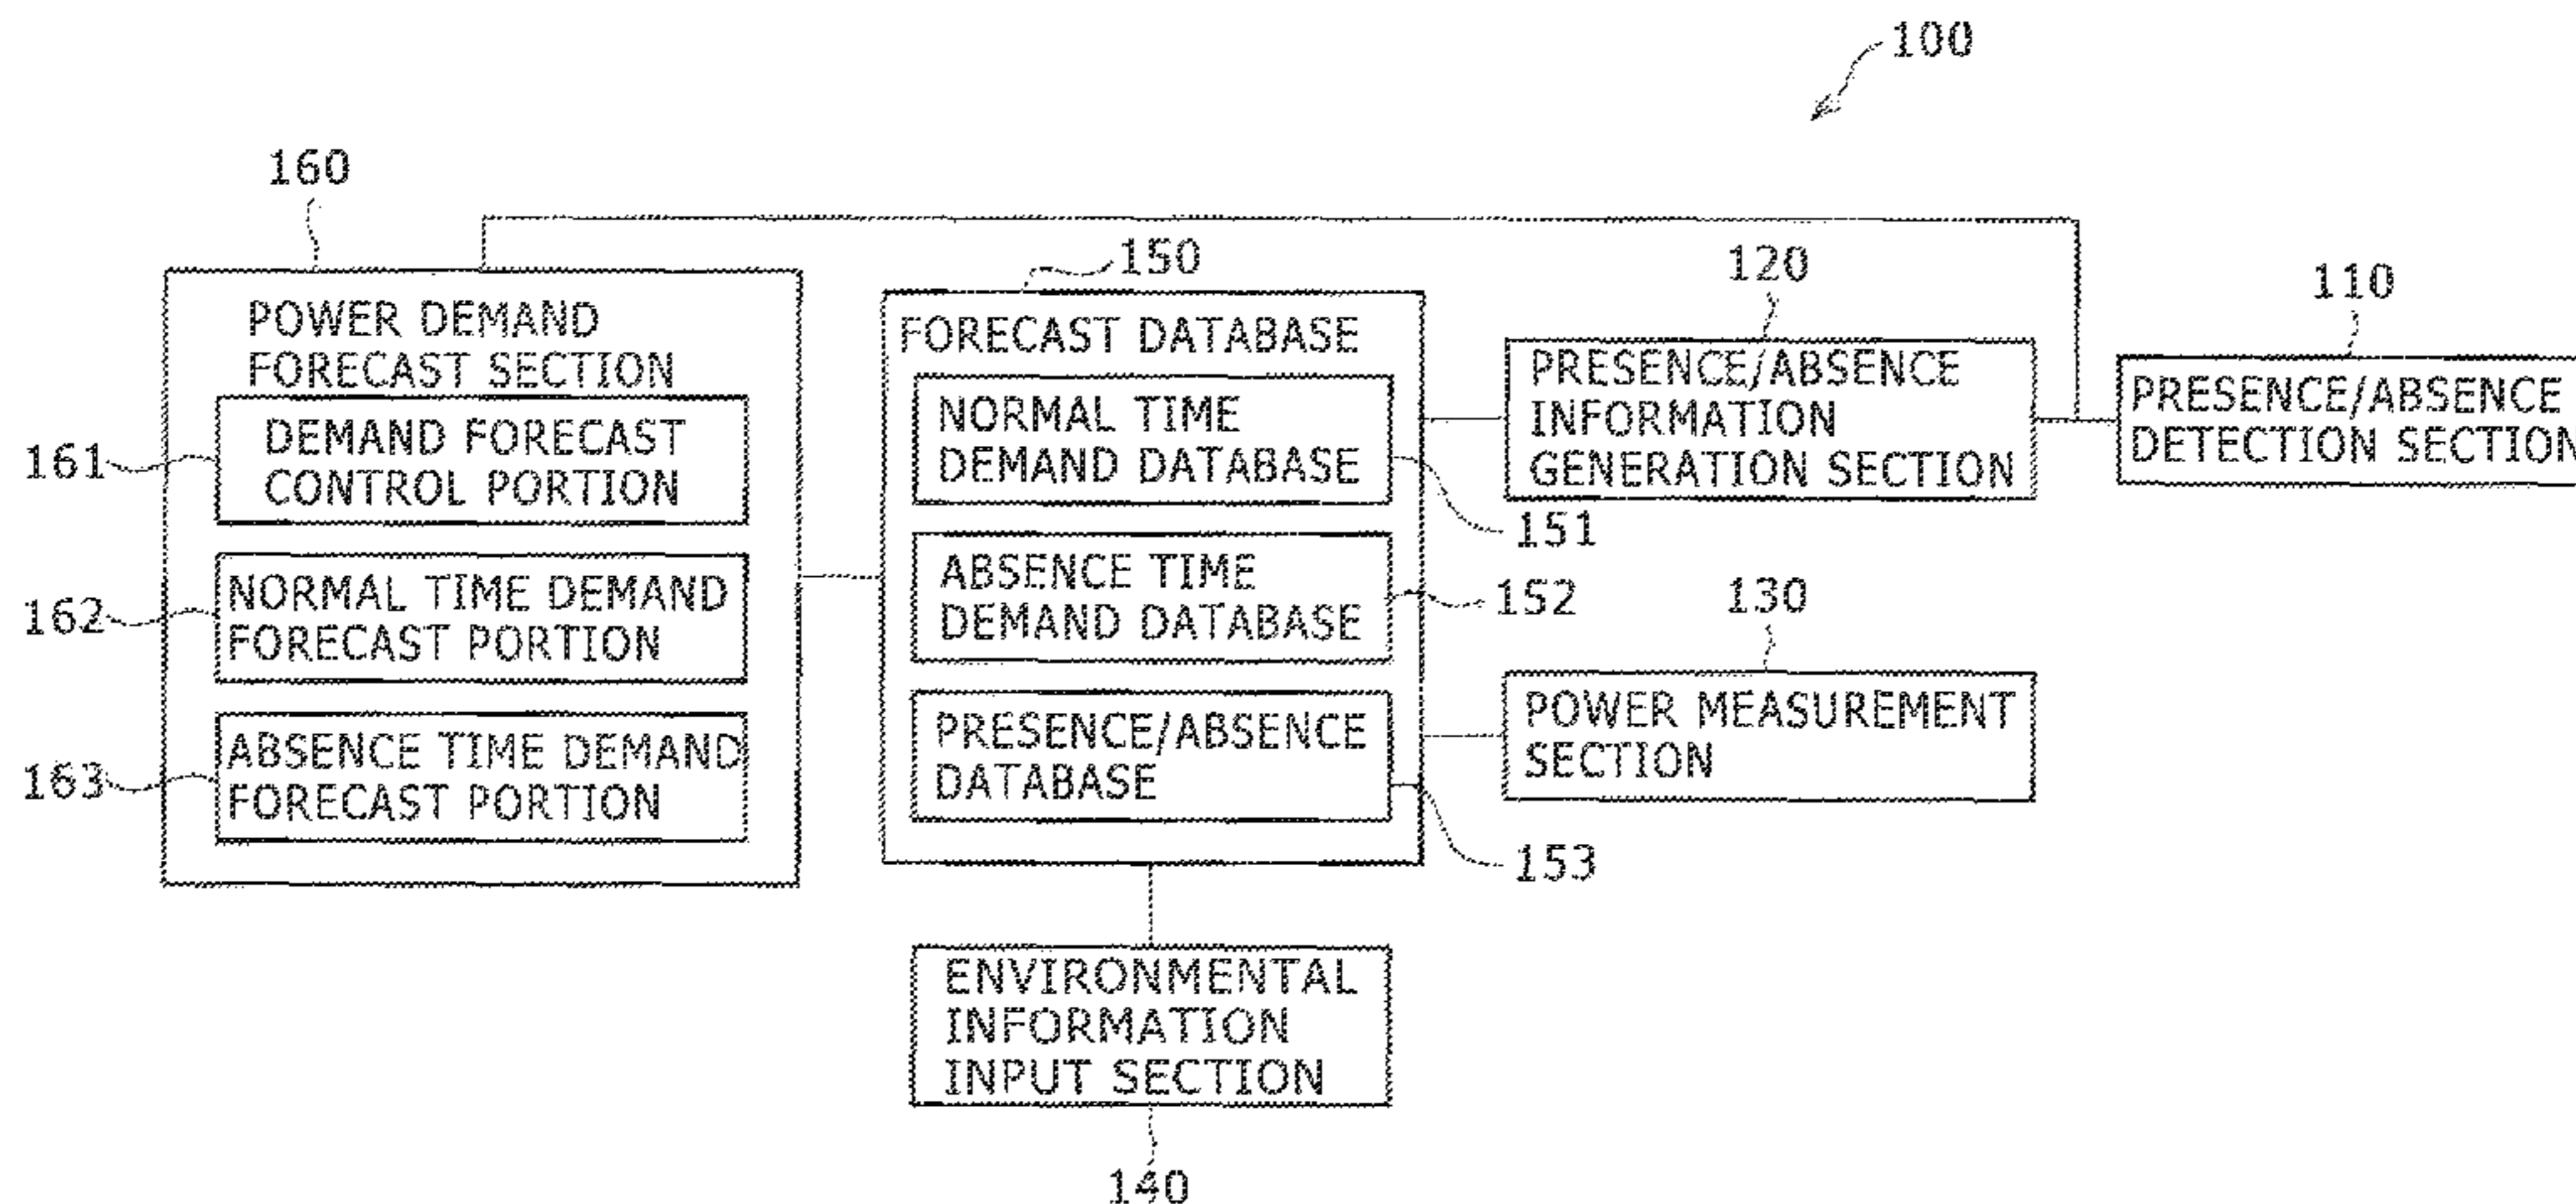 100
160
POWER DEMAND
FORECAST SECTION
161
DEMAND FORECAST
CONTROL PORTION
162
NORMAL TIME DEMAND
FORECAST PORTION
163
ABSENCE TIME DEMAND
FORECAST PORTION
150
FORECAST DATABASE
NORMAL TIME
DEMAND DATABASE
151
ABSENCE TIME
DEMAND DATABASE
152
PRESENCE/ABSENCE
DATABASE
153
120
PRESENCE/ABSENCE
INFORMATION
GENERATION SECTION
110
PRESENCE/ABSENCE
DETECTION SECTION
130
POWER MEASUREMENT
SECTION
ENVIRONMENTAL
INFORMATION
INPUT SECTION
140